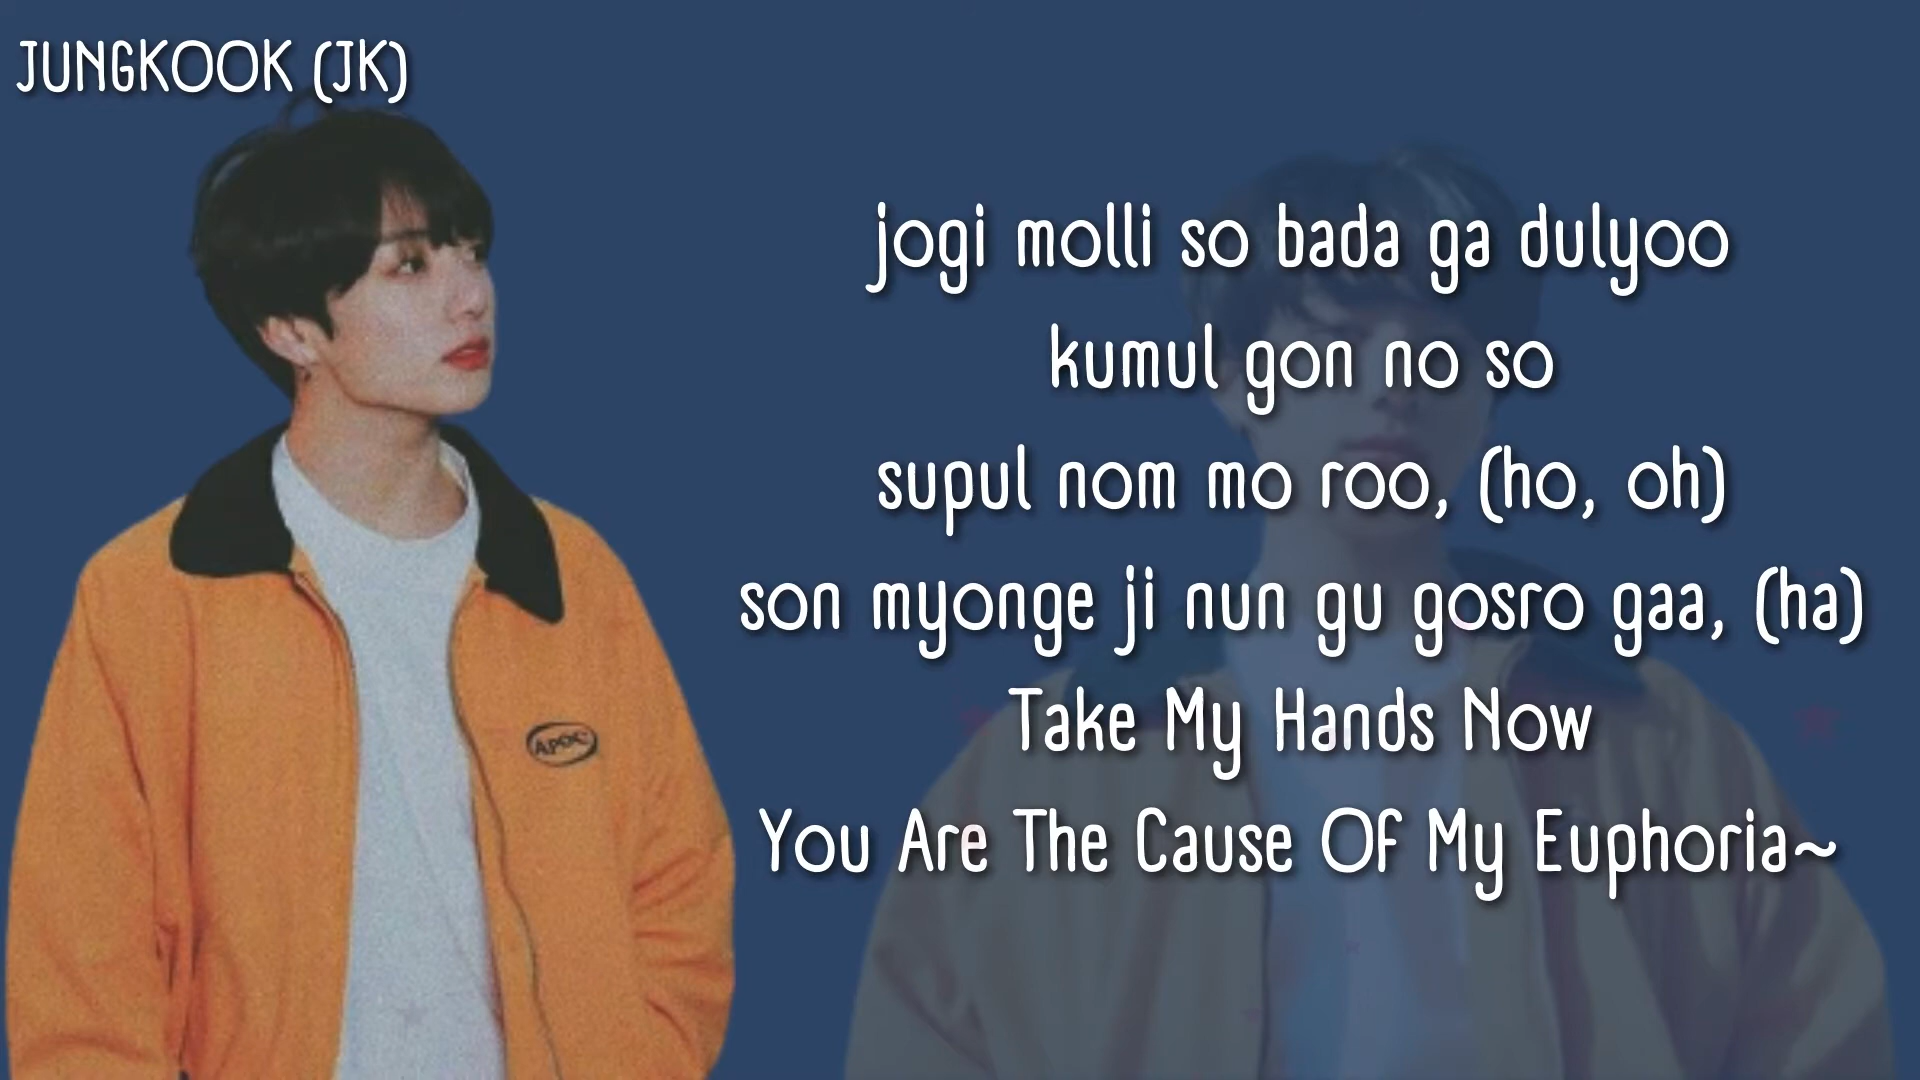 JUNGKOOK (JK)
jogi molli so bada ga dulyoo
kumul gon no so
supul nom mo roo, (ho, oh)
son myonge ji nun gu gosro gaa, (ha)
Take My Hands Now
You Are The Cause Of My Euphoria~
APOC